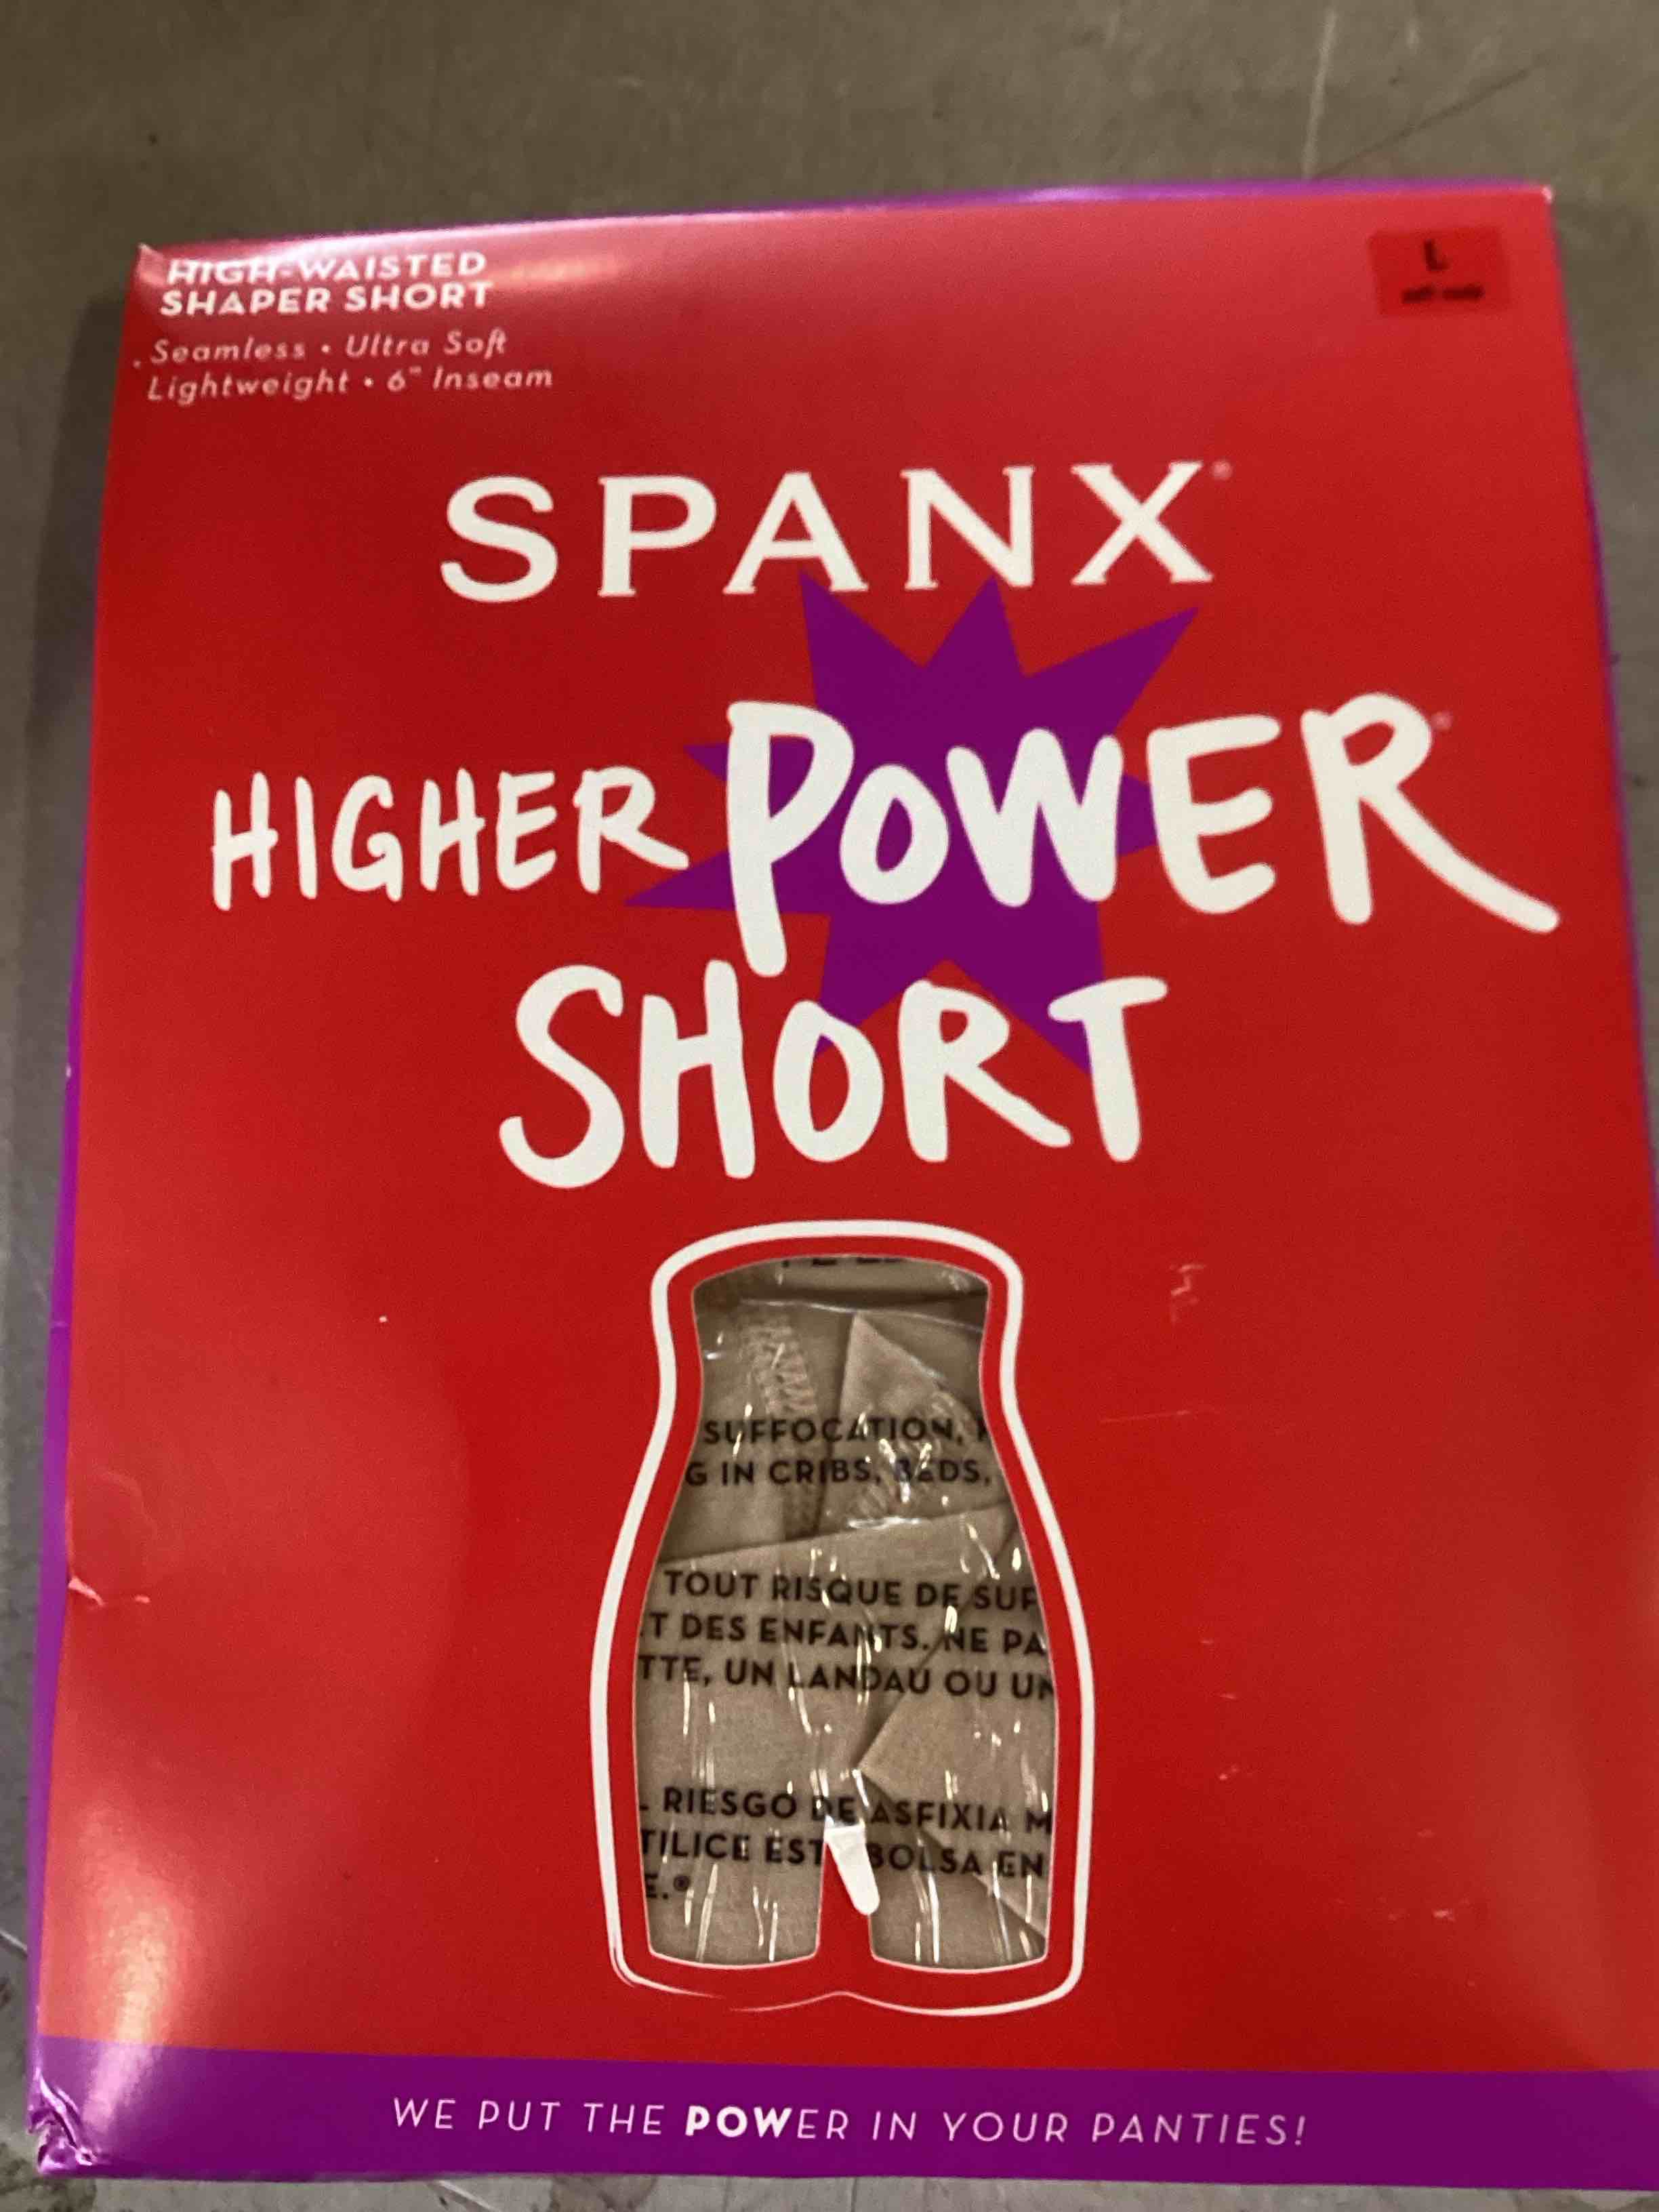 HIGH-WAISTED
SHAPER SHORT
Seamless • Ultra Soft
Lightweight • 6" Inseam
L
SPANX®
HIGHER POWER
SHORT
SUFFOCATION,
G IN CRIBS, BEDS,
TOUT RISQUE DE SUF
T DES ENFANTS. NE PA
TTE, UN LANDAU OU UN
RIESGO DE ASFIXIA M
TILICE EST BOLSA EN
E.®
WE PUT THE POWER IN YOUR PANTIES!